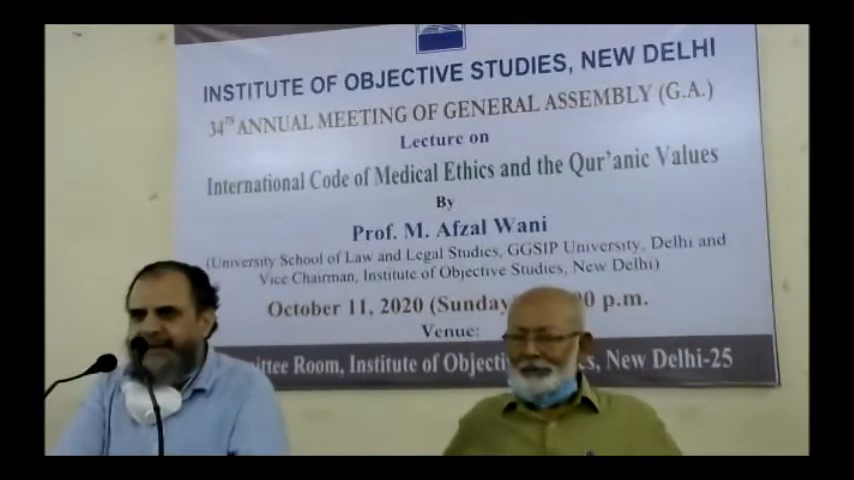 INSTITUTE OF OBJECTIVE STUDIES, NEW DELHI
34TH ANNUAL MEETING OF GENERAL ASSEMBLY (G.A.)
Lecture on
International Code of Medical Ethics and the Qur'anic Values
By
Prof. M. Afzal Wani
(University School of Law and Legal Studies, GGSIP University, Delhi and
Vice Chairman, Institute of Objective Studies, New Delhi)
October 11, 2020 (Sunday p.m.
Venue:
Room, Institute of New Delhi-25